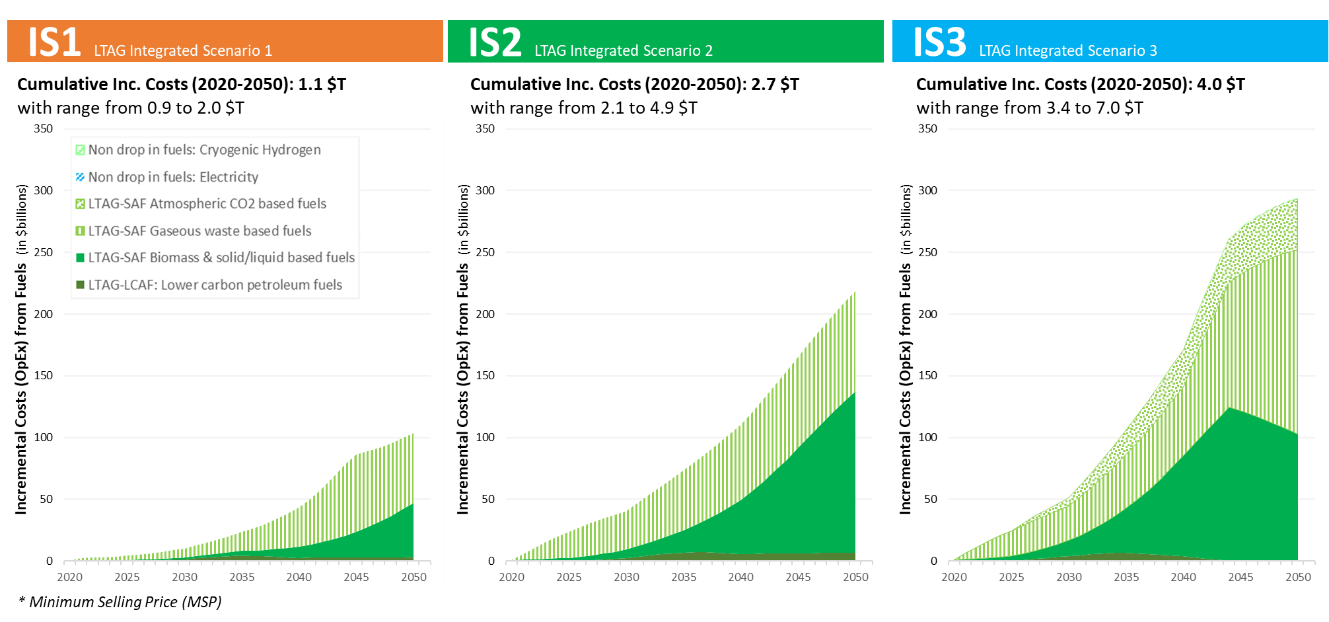 IS1 LTAG Integrated Scenario 1
Cumulative Inc. Costs (2020-2050): 1.1 $T
with range from 0.9 to 2.0 $T
Incremental Costs (OpEx) from Fuels (in $billions)
350
300
250
200
150
100
50
0
Non drop in fuels: Cryogenic Hydrogen
Non drop in fuels: Electricity
LTAG-SAF Atmospheric CO2 based fuels
LTAG-SAF Gaseous waste based fuels
LTAG-SAF Biomass & solid/liquid based fuels
LTAG-LCAF: Lower carbon petroleum fuels
2020 2025 2030 2035 2040 2045 2050
IS2 LTAG Integrated Scenario 2
Cumulative Inc. Costs (2020-2050): 2.7 $T
with range from 2.1 to 4.9 $T
Incremental Costs (OpEx) from Fuels (in $billions)
350
300
250
200
150
100
50
0
2020 2025 2030 2035 2040 2045 2050
IS3 LTAG Integrated Scenario 3
Cumulative Inc. Costs (2020-2050): 4.0 $T
with range from 3.4 to 7.0 $T
Incremental Costs (OpEx) from Fuels (in $billions)
350
300
250
200
150
100
50
0
2020 2025 2030 2035 2040 2045 2050
* Minimum Selling Price (MSP)